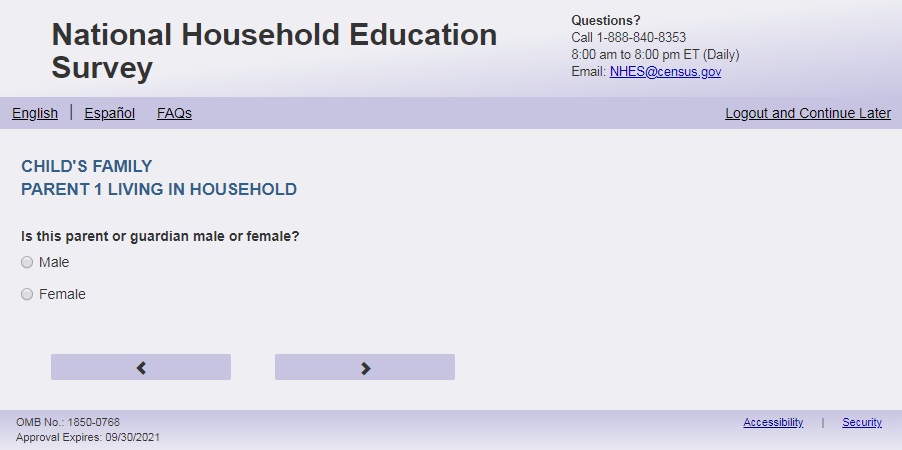 National Household Education
Survey
Questions?
Call 1-888-840-8353
8:00 am to 8:00 pm ET (Daily)
Email: NHES@census.gov
English | Español FAQs Logout and Continue Later
CHILD'S FAMILY
PARENT 1 LIVING IN HOUSEHOLD
Is this parent or guardian male or female?
Male
Female
OMB No.: 1850-0768
Approval Expires: 09/30/2021
Accessibility | Security